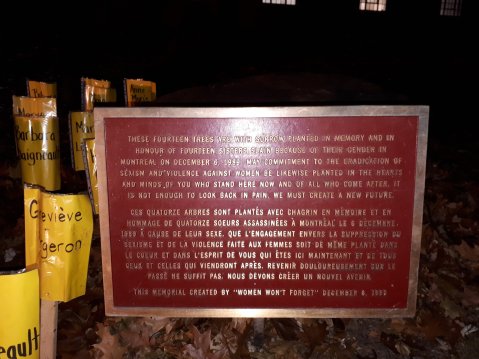 Barbara
Geneviève
Anne
THESE FOURTEEN TREES ARE WITH SORROW PLANTED IN MEMORY AND IN
HONOUR OF FOURTEEN SISTERS SLAIN BECAUSE OF THEIR GENDER IN
MONTREAL ON DECEMBER 6, 1989. MAY COMMITMENT TO THE ERADICATION OF
SEXISM AND VIOLENCE AGAINST WOMEN BE LIKEWISE PLANTED IN THE HEARTS
AND MINDS OF YOU WHO STAND HERE NOW AND OF ALL WHO COME AFTER. IT
IS NOT ENOUGH TO LOOK BACK IN PAIN. WE MUST CREATE A NEW FUTURE.
CES QUATORZE ARBRES SONT PLANTÉS AVEC CHAGRIN EN MÉMOIRE ET EN
HOMMAGE DE QUATORZE SOEURS ASSASSINÉES À MONTRÉAL LE 6 DÉCEMBRE,
1989 À CAUSE DE LEUR SEXE. QUE L'ENGAGEMENT ENVERS LA SUPPRESSION DU
SEXISME ET DE LA VIOLENCE FAITE AUX FEMMES SOIT DE MÊME PLANTÉ DANS
LE COEUR ET DANS L'ESPRIT DE VOUS QUI ÊTES ICI MAINTENANT ET DE TOUS
CEUX ET CELLES QUI VIENDRONT APRÈS. REVENIR DOULOUREUSEMENT SUR LE
PASSÉ NE SUFFIT PAS. NOUS DEVONS CRÉER UN NOUVEL AVENIR.
THIS MEMORIAL CREATED BY "WOMEN WON'T FORGET" DECEMBER 6,